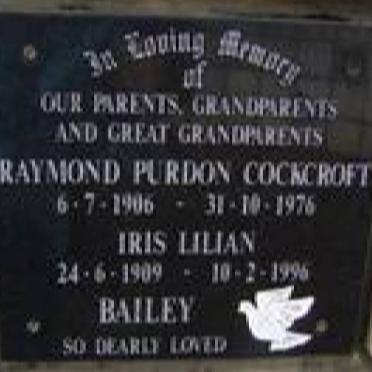 In Loving Memory
of
OUR PARENTS, GRANDPARENTS
AND GREAT GRANDPARENTS
RAYMOND PURDON COCKCROFT
6-7-1906 - 31-10-1976
IRIS LILIAN
24-6-1909 - 10-2-1996
BAILEY
SO DEARLY LOVED